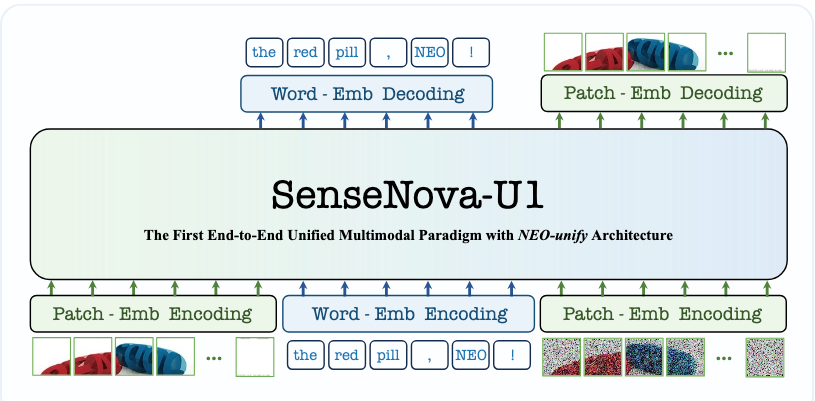 the red pill , NEO !
Word - Emb Decoding
Patch - Emb Decoding
SenseNova-U1
The First End-to-End Unified Multimodal Paradigm with NEO-unify Architecture
Patch - Emb Encoding
Word - Emb Encoding
Patch - Emb Encoding
...
the red pill , NEO !
...